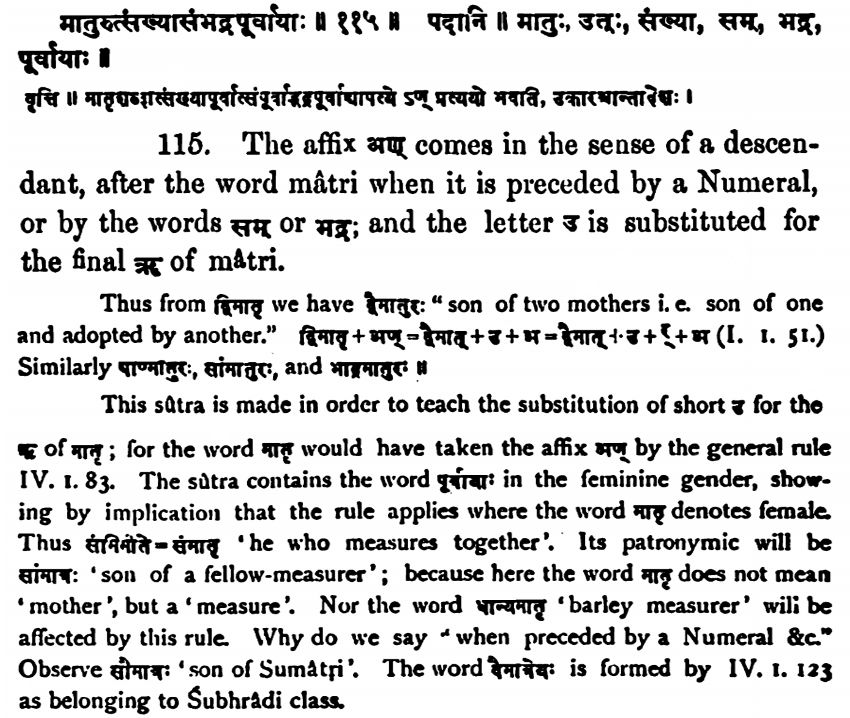 मातुरुत्संख्यासंभद्रपूर्वायाः ॥ ११५ ॥ पदानि ॥ मातुः, उत्ः, संख्या, सम्, भद्र,
पूर्वायाः ॥
वृत्ति ॥ मातृशब्दात्संख्यापूर्वात्संपूर्वाद्भद्रपूर्वाच्चापत्ये ऽण् प्रत्ययो भवति, उकारश्चान्तादेशः ।
115. The affix अण् comes in the sense of a descen-
dant, after the word mâtri when it is preceded by a Numeral,
or by the words सम् or भद्र; and the letter उ is substituted for
the final ऋ of mâtri.
Thus from द्विमातृ we have द्वैमातुरः “ son of two mothers i. e. son of one
and adopted by another.” द्विमातृ + अण् = द्वैमात् + उ + अ = द्वैमात् + उ + र् + अ (I. 1. 51.)
Similarly षाण्मातुरः, सांमातुरः, and भाद्रमातुरः ॥
This sûtra is made in order to teach the substitution of short उ for the
ऋ of मातृ ; for the word मातृ would have taken the affix अण् by the general rule
IV. 1. 83. The sûtra contains the word पूर्वायाः in the feminine gender, show-
ing by implication that the rule applies where the word मातृ denotes female.
Thus संमिमीते = संमातृ ‘he who measures together’. Its patronymic will be
सांमात्रः ‘son of a fellow-measurer’ ; because here the word मातृ does not mean
‘mother’, but a ‘measure’. Nor the word धान्यमातृ ‘barley measurer’ will be
affected by this rule. Why do we say “when preceded by a Numeral &c.”
Observe सौमात्रः ‘son of Sumâtṛi’. The word वैमात्रेयः is formed by IV. 1. 123
as belonging to Śubhrâdi class.